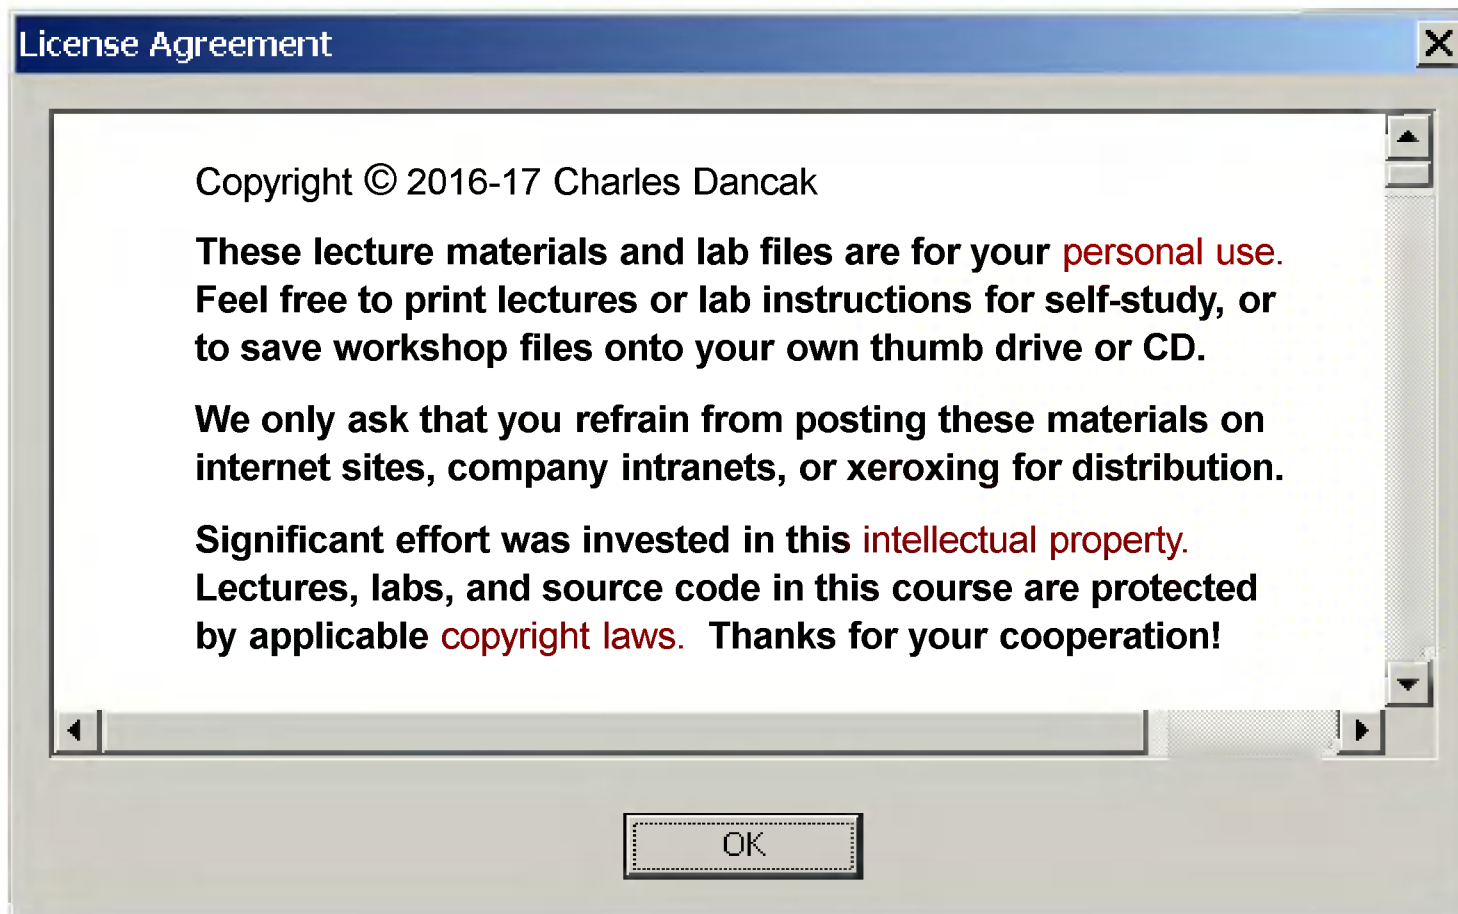 License Agreement
Copyright © 2016-17 Charles Dancak
These lecture materials and lab files are for your personal use.
Feel free to print lectures or lab instructions for self-study, or
to save workshop files onto your own thumb drive or CD.
We only ask that you refrain from posting these materials on
internet sites, company intranets, or xeroxing for distribution.
Significant effort was invested in this intellectual property.
Lectures, labs, and source code in this course are protected
by applicable copyright laws.  Thanks for your cooperation!
OK